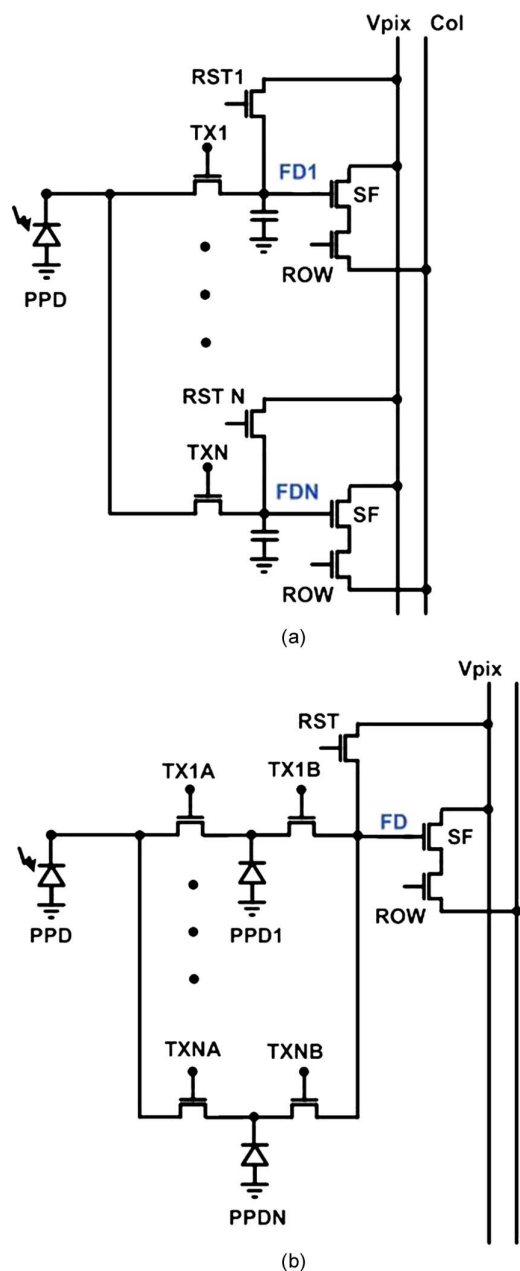 Vpix Col
RST1
TX1
FD1
SF
PPD
ROW
RST N
TXN
FDN
SF
ROW
(a)
Vpix
RST
TX1A TX1B
FD
SF
PPD PPD1
ROW
TXNA TXNB
PPDN
(b)